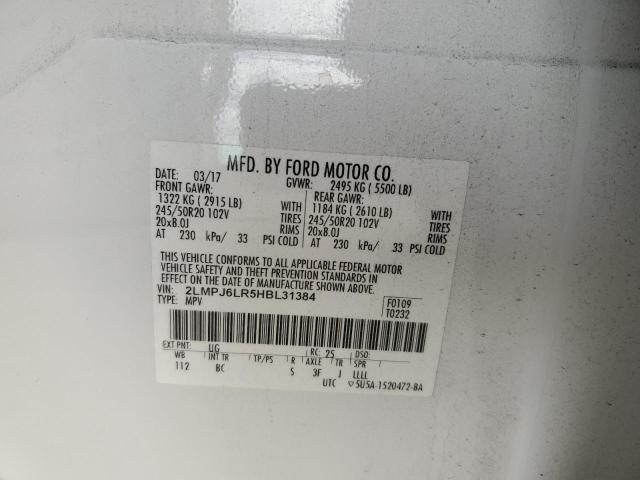 MFD. BY FORD MOTOR CO.
DATE: 03/17 GVWR: 2495 KG ( 5500 LB)
FRONT GAWR: REAR GAWR:
1322 KG ( 2915 LB) WITH 1184 KG ( 2610 LB) WITH
245/50R20 102V TIRES 245/50R20 102V TIRES
20x8.0J RIMS 20x8.0J RIMS
AT 230 kPa/ 33 PSI COLD AT 230 kPa/ 33 PSI COLD
THIS VEHICLE CONFORMS TO ALL APPLICABLE FEDERAL MOTOR
VEHICLE SAFETY AND THEFT PREVENTION STANDARDS IN
EFFECT ON THE DATE OF MANUFACTURE SHOWN ABOVE.
VIN: 2LMPJ6LR5HBL31384 F0109
TYPE: MPV T0232
EXT PNT: UG RC: 25 DSO:
WB INT TR TP/PS R AXLE TR SPR
112 BC S 3F J LLLL
UTC 5U5A-1520472-BA